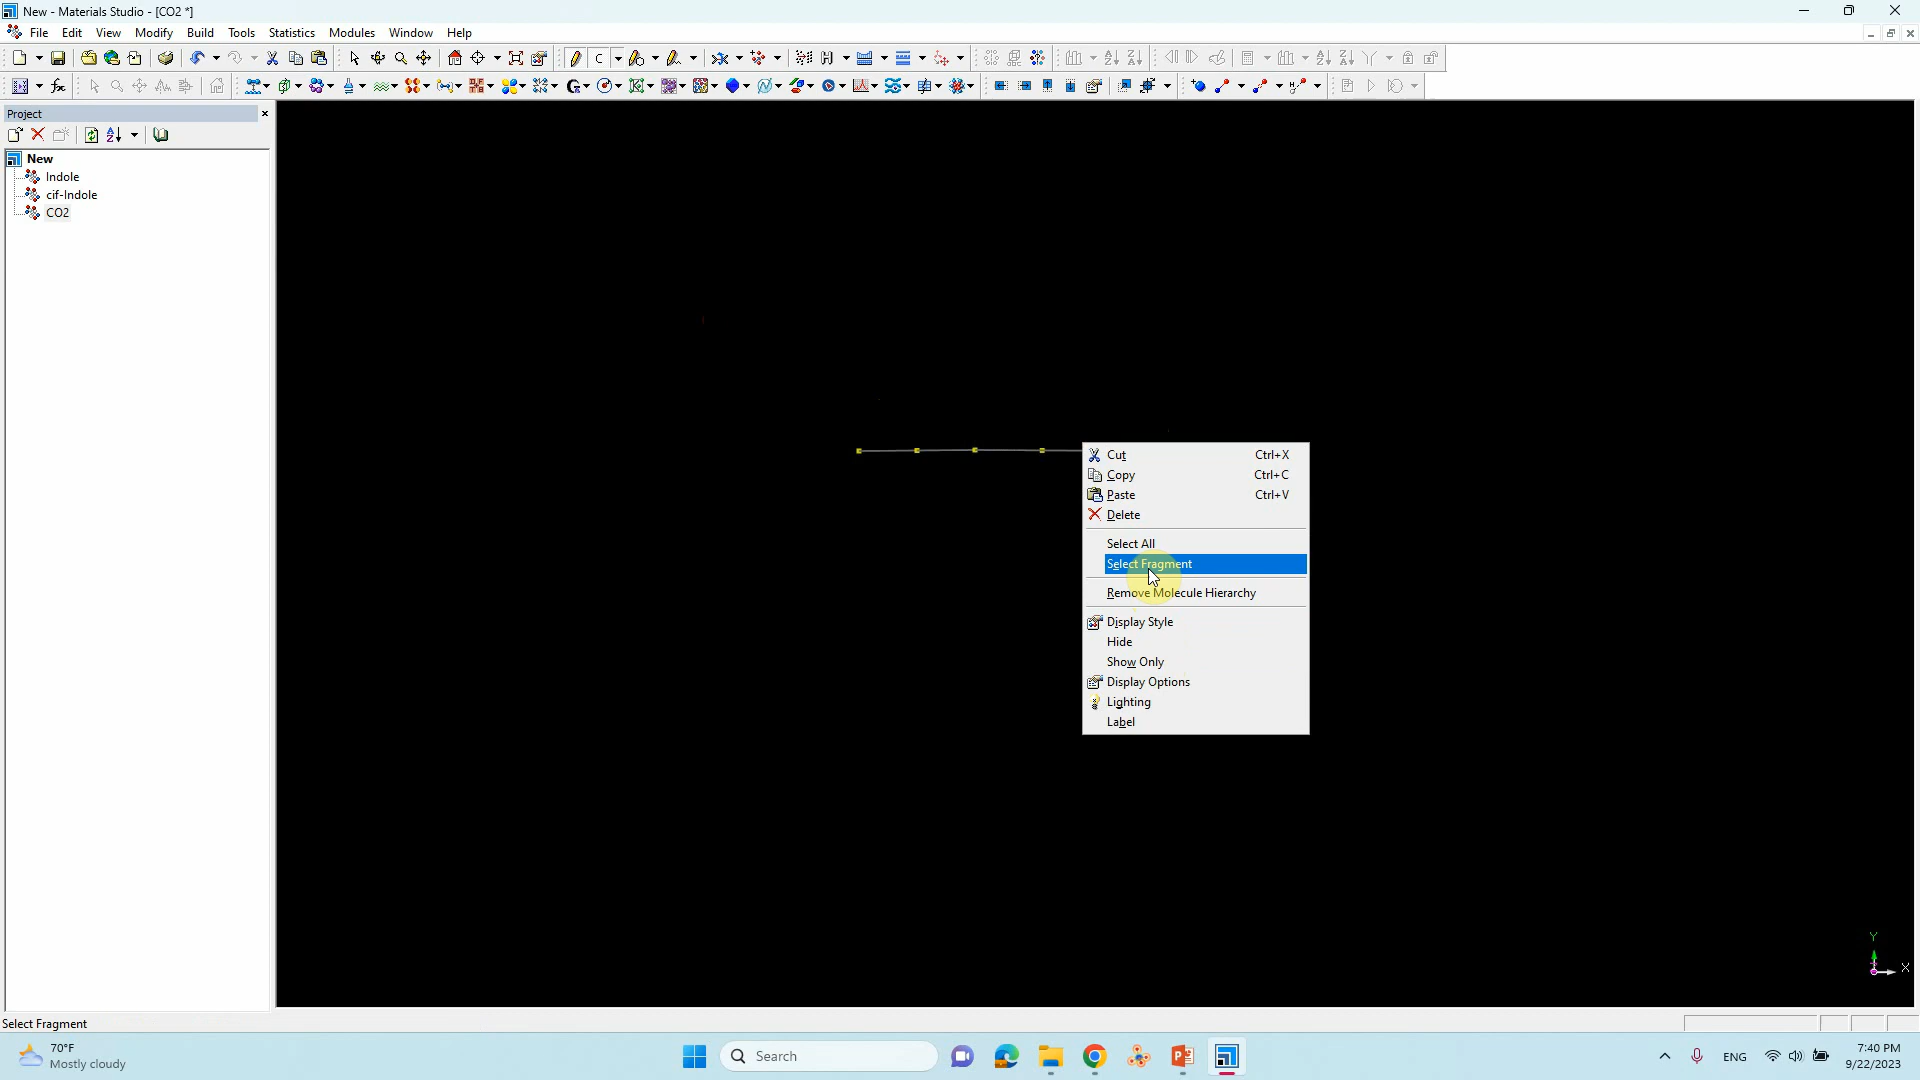 New - Materials Studio - [CO2 *]
File Edit View Modify Build Tools Statistics Modules Window Help
Project
New
Indole
cif-Indole
CO2
Cut Ctrl+X
Copy Ctrl+C
Paste Ctrl+V
Delete
Select All
Select Fragment
Remove Molecule Hierarchy
Display Style
Hide
Show Only
Display Options
Lighting
Label
Y
X
Select Fragment
70°F
Mostly cloudy
Search
ENG
7:40 PM
9/22/2023